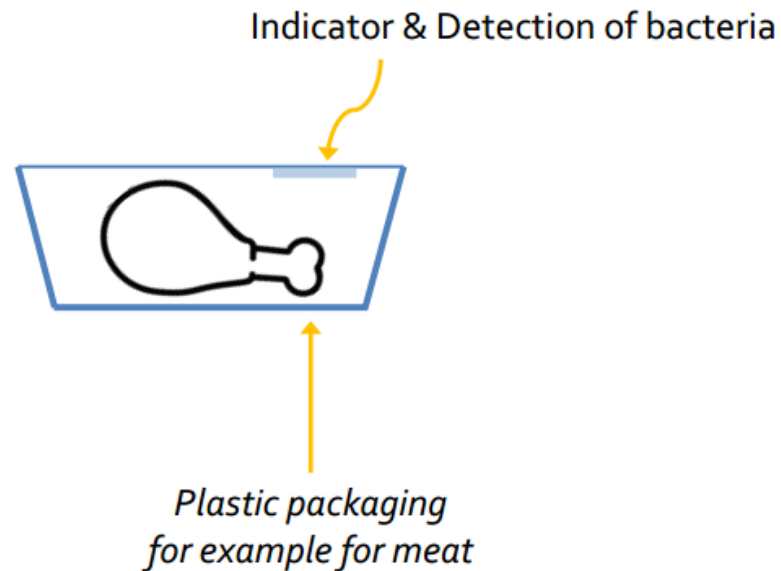 Indicator & Detection of bacteria
Plastic packaging
for example for meat